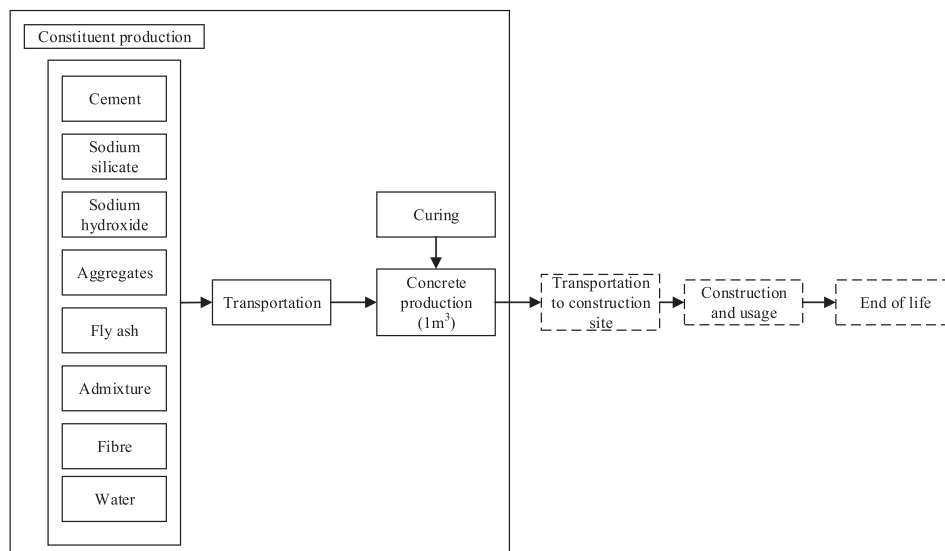 Constituent production
Cement
Sodium
silicate
Sodium
hydroxide
Aggregates
Fly ash
Admixture
Fibre
Water
Transportation
Curing
Concrete
production
(1m³)
Transportation
to construction
site
Construction
and usage
End of life